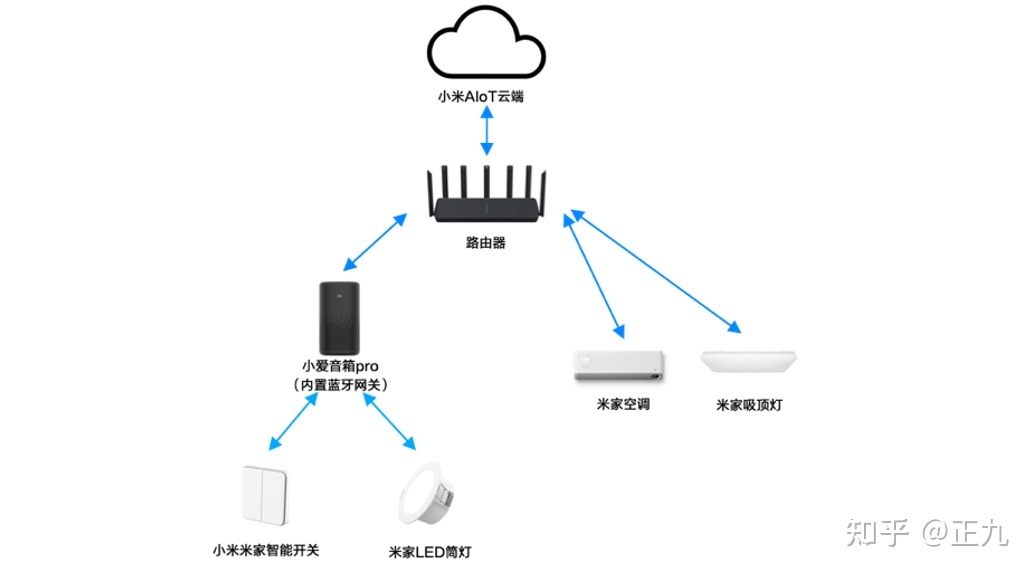 小米AIoT云端
路由器
小爱音箱pro
（内置蓝牙网关）
米家空调
米家吸顶灯
小米米家智能开关
米家LED筒灯
知乎 @正九